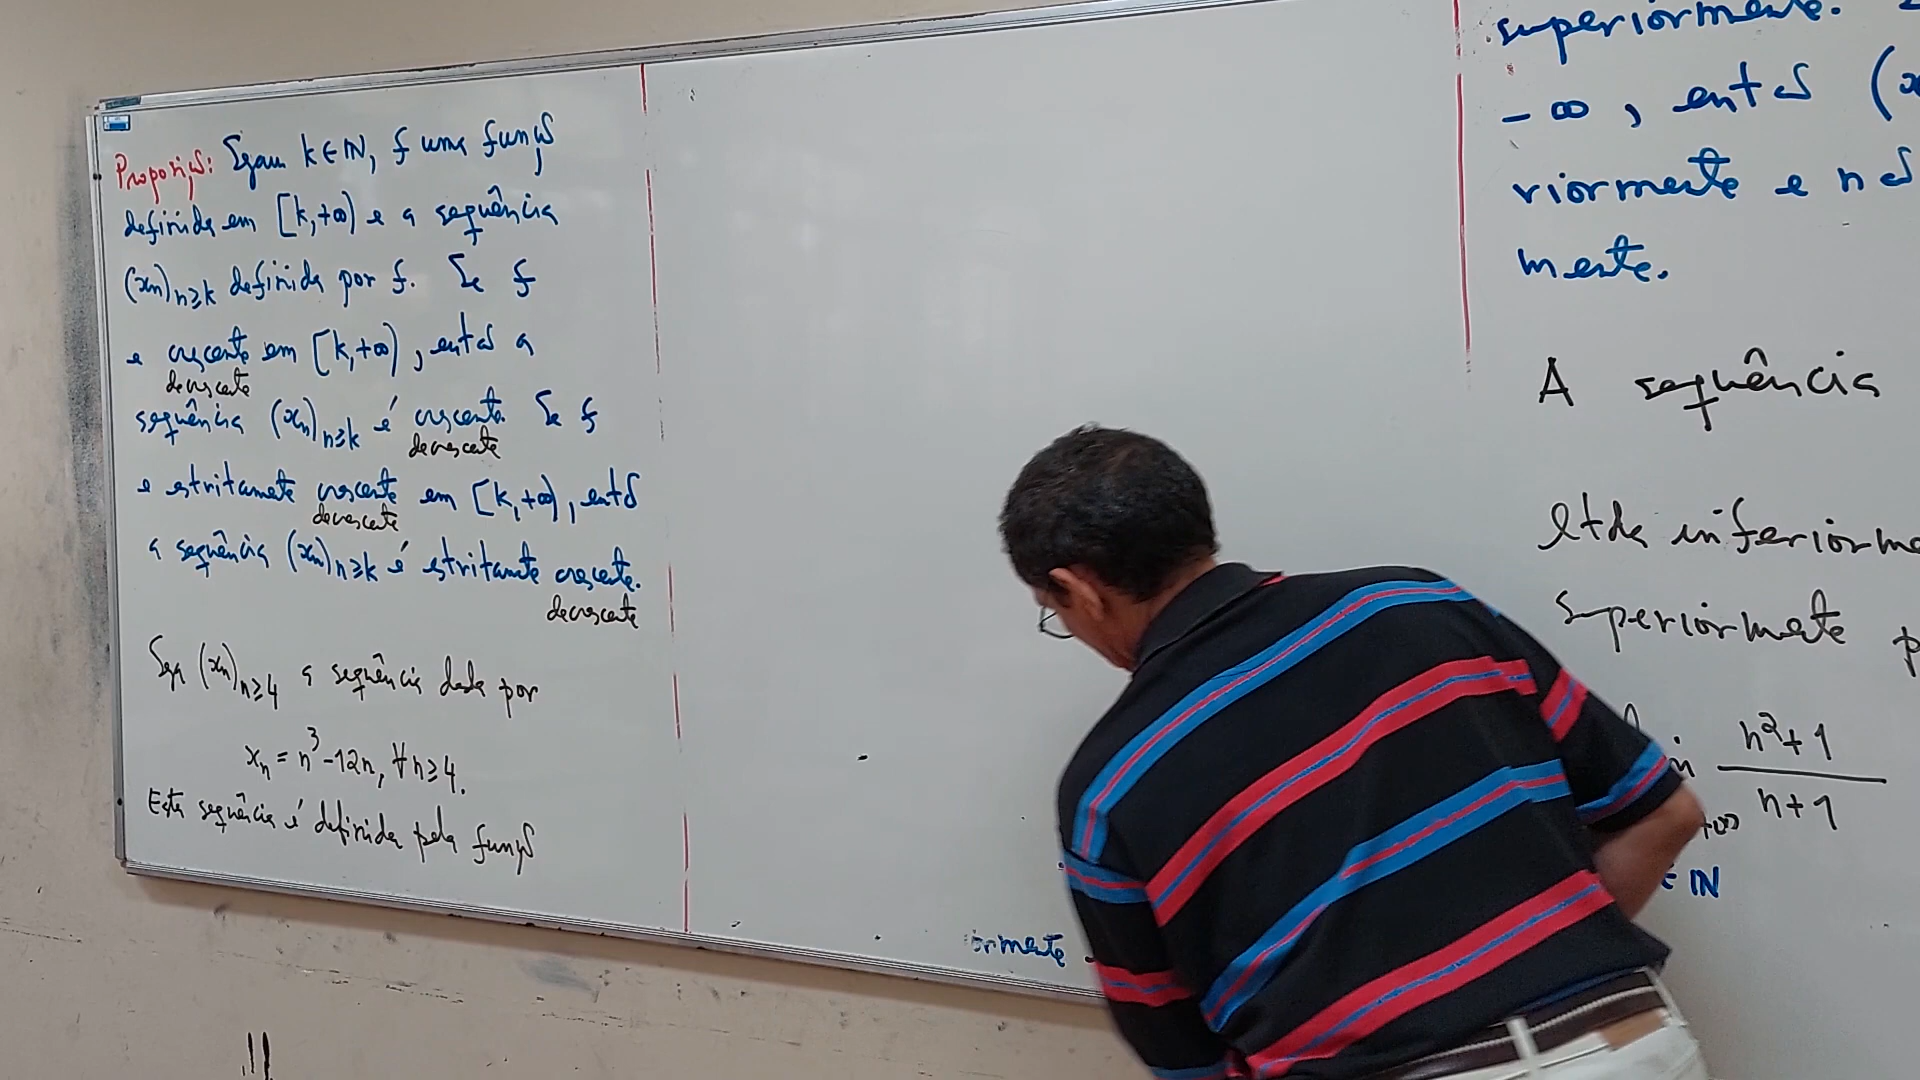 Proposição: Sejam k ∈ IN, f uma função
definida em [k,+∞) e a sequência
(xn)n≥k definida por f. Se f
e crescente em [k,+∞), então a
decrescente
sequência (xn)n≥k é crescente. Se f
decrescente
e estritamente crescente em [k,+∞), então
decrescente
a sequência (xn)n≥k é estritamente crescente.
decrescente
Seja (xn)n≥4 a sequência dada por
xn = n³-12n, ∀n≥4.
Esta sequência é definida pela função
ormente
superiormente.
-∞, então (x
riormente e não
mente.
A sequência
ltda inferiorme
superiormente p
n²+1
n+1
+∞
∈ IN